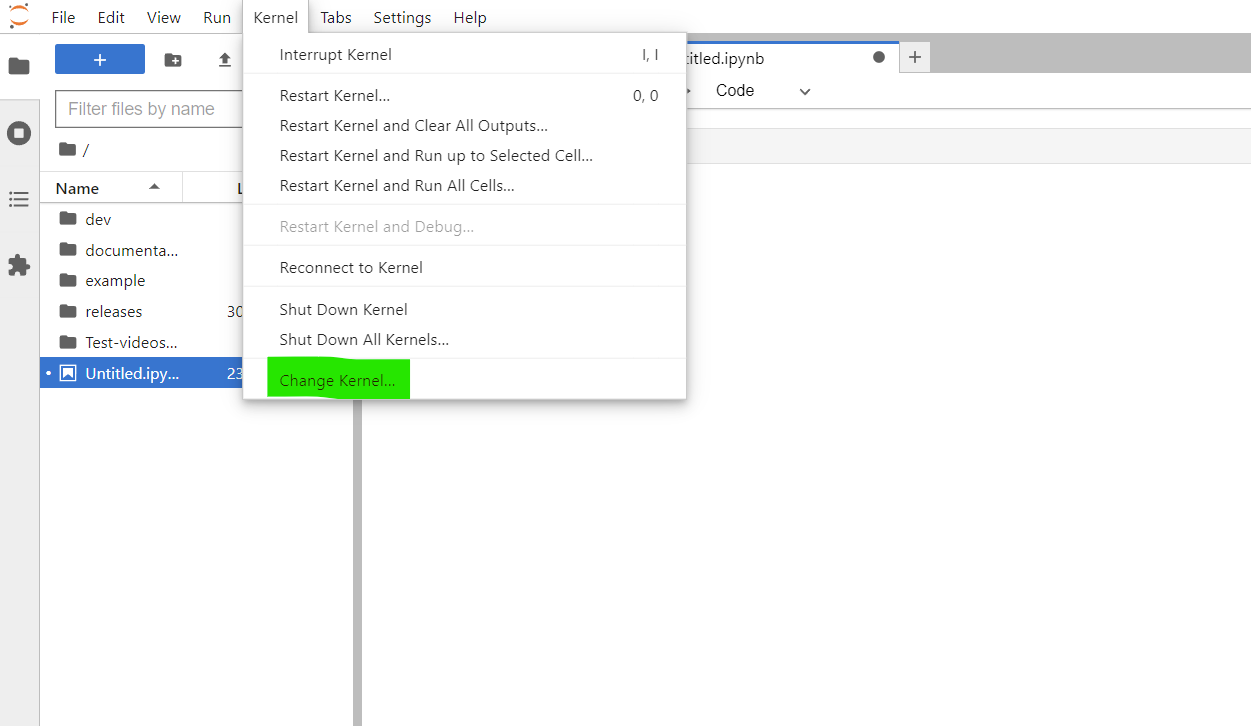 File Edit View Run Kernel Tabs Settings Help
Interrupt Kernel I, I
Restart Kernel... 0, 0
Restart Kernel and Clear All Outputs...
Restart Kernel and Run up to Selected Cell...
Restart Kernel and Run All Cells...
Restart Kernel and Debug...
Reconnect to Kernel
Shut Down Kernel
Shut Down All Kernels...
Change Kernel...
+
Filter files by name
/
Name
dev
documenta...
example
releases 30
Test-videos...
Untitled.ipy... 23
titled.ipynb
+
Code